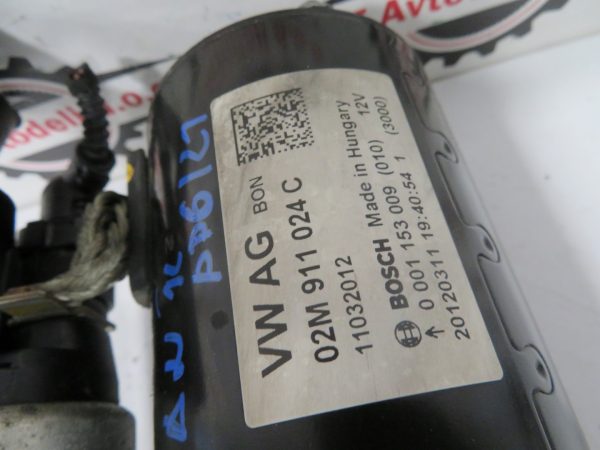 VW AG BON
02M 911 024 C
11032012
BOSCH Made in Hungary
0 001 153 009 (010) 12V
20120311 19:40:54 1 (3000)